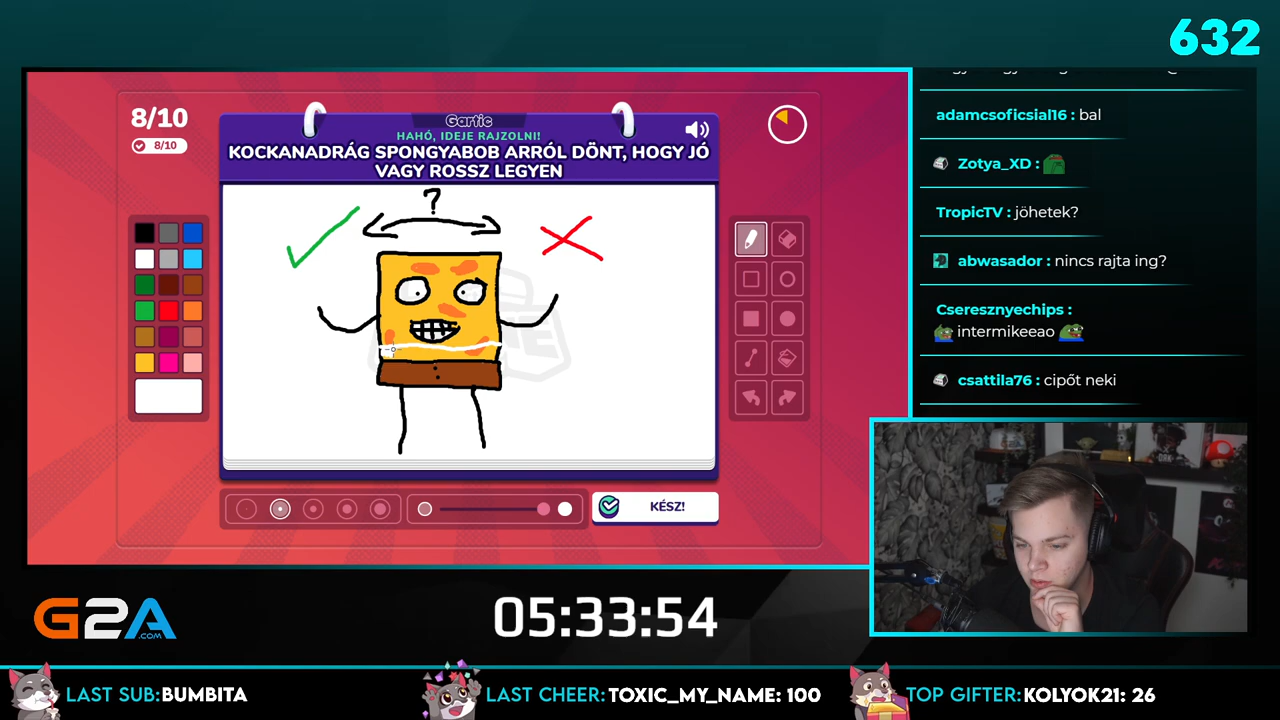 632
8/10
8/10
Gartic
HAHÓ, IDEJE RAJZOLNI!
KOCKANADRÁG SPONGYABOB ARRÓL DÖNT, HOGY JÓ
VAGY ROSSZ LEGYEN
?
KÉSZ!
adamcsoficsial16 : bal
Zotya_XD :
TropicTV : jöhetek?
abwasador : nincs rajta ing?
Cseresznyechips :
intermikeeao
csattila76 : cipőt neki
G2A
.COM
05:33:54
LAST SUB:BUMBITA
LAST CHEER:TOXIC_MY_NAME: 100
TOP GIFTER:KOLYOK21: 26